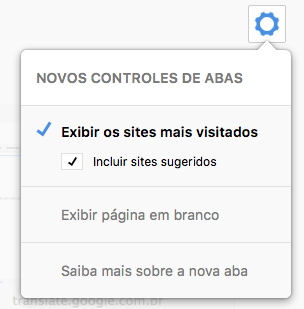 NOVOS CONTROLES DE ABAS
Exibir os sites mais visitados
Incluir sites sugeridos
Exibir página em branco
Saiba mais sobre a nova aba
translate.google.com.br